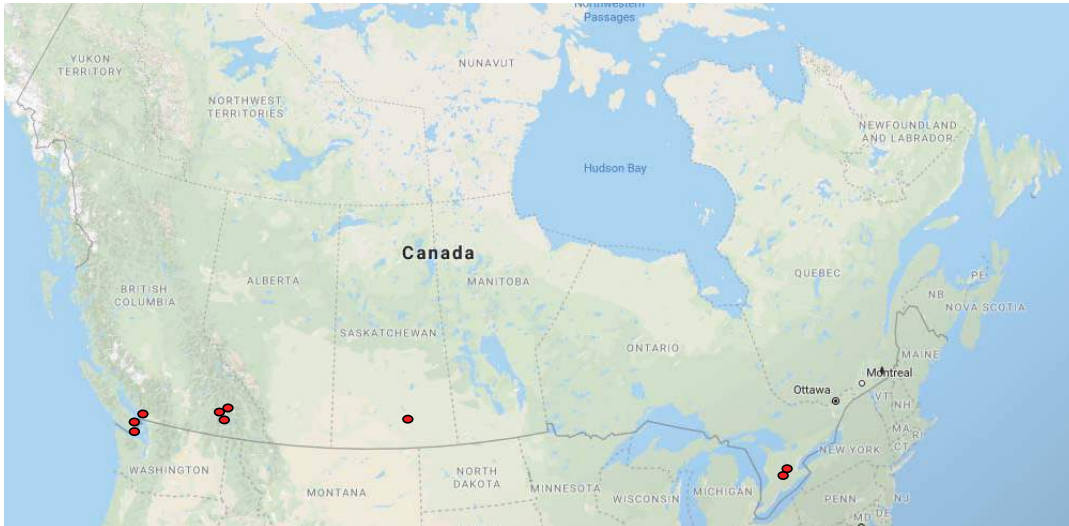 Northwestern
Passages
YUKON
TERRITORY
NUNAVUT
NORTHWEST
TERRITORIES
NEWFOUNDLAND
AND LABRADOR
Hudson Bay
Canada
ALBERTA
MANITOBA
QUEBEC
PE
BRITISH
COLUMBIA
NB
NOVA SCOTIA
SASKATCHEWAN
ONTARIO
MAINE
Montreal
Ottawa
VT
NH
MA
RI
CT
NEW YORK
WASHINGTON
MONTANA
NORTH
DAKOTA
MINNESOTA
WISCONSIN
MICHIGAN
PENN
NJ
MD
DE